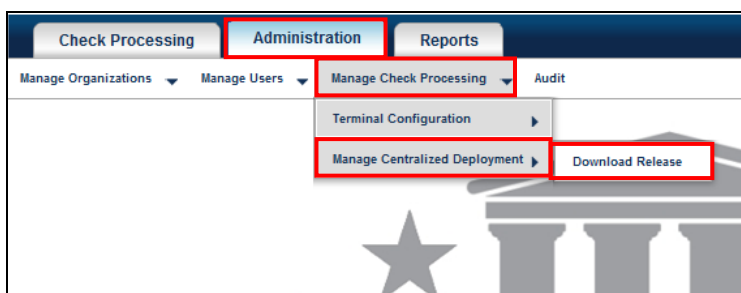 Check Processing Administration Reports
Manage Organizations Manage Users Manage Check Processing Audit
Terminal Configuration
Manage Centralized Deployment Download Release